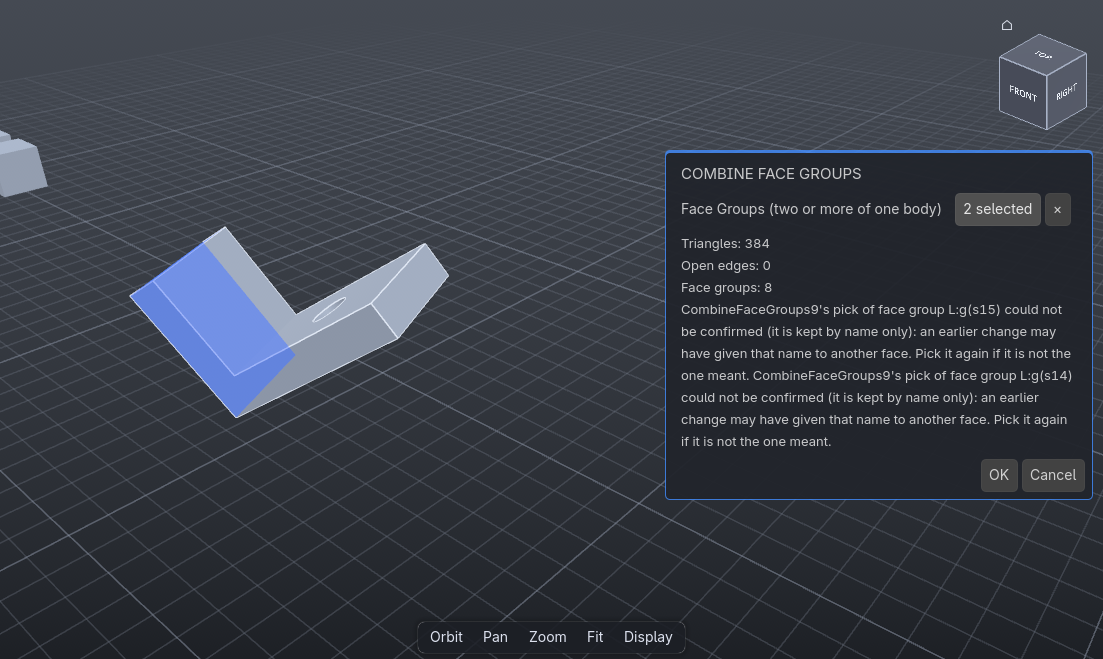 TOP
FRONT
RIGHT
COMBINE FACE GROUPS
Face Groups (two or more of one body) 2 selected ×
Triangles: 384
Open edges: 0
Face groups: 8
CombineFaceGroups9's pick of face group L:g(s15) could not
be confirmed (it is kept by name only): an earlier change may
have given that name to another face. Pick it again if it is not the
one meant. CombineFaceGroups9's pick of face group L:g(s14)
could not be confirmed (it is kept by name only): an earlier
change may have given that name to another face. Pick it again
if it is not the one meant.
OK Cancel
Orbit Pan Zoom Fit Display